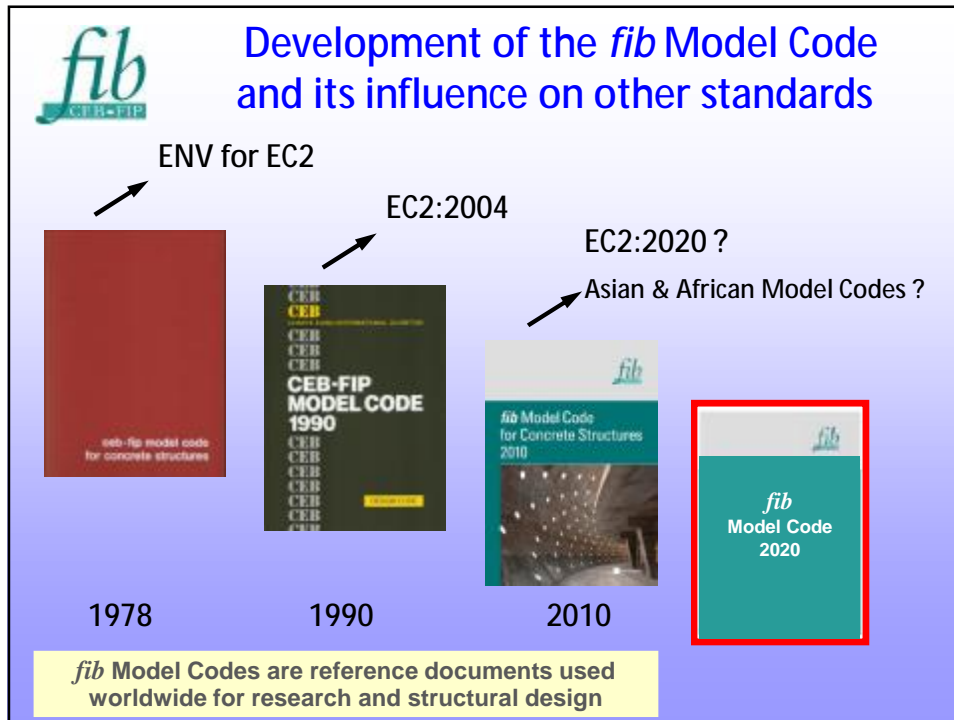 fib
CEB-FIP
Development of the fib Model Code
and its influence on other standards
ENV for EC2
EC2:2004
EC2:2020 ?
Asian & African Model Codes ?
ceb-fip model code
for concrete structures
CEB
CEB
CEB
CEB
CEB
CEB
CEB-FIP
MODEL CODE
1990
CEB
CEB
CEB
CEB
CEB
CEB
CEB
fib
fib Model Code
for Concrete Structures
2010
fib
fib
Model Code
2020
1978
1990
2010
fib Model Codes are reference documents used
worldwide for research and structural design